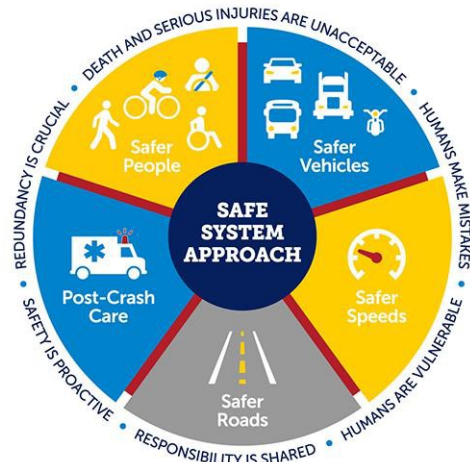 DEATH AND SERIOUS INJURIES ARE UNACCEPTABLE
HUMANS MAKE MISTAKES
HUMANS ARE VULNERABLE
RESPONSIBILITY IS SHARED
SAFETY IS PROACTIVE
REDUNDANCY IS CRUCIAL
Safer
People
Safer
Vehicles
SAFE
SYSTEM
APPROACH
Post-Crash
Care
Safer
Speeds
Safer
Roads